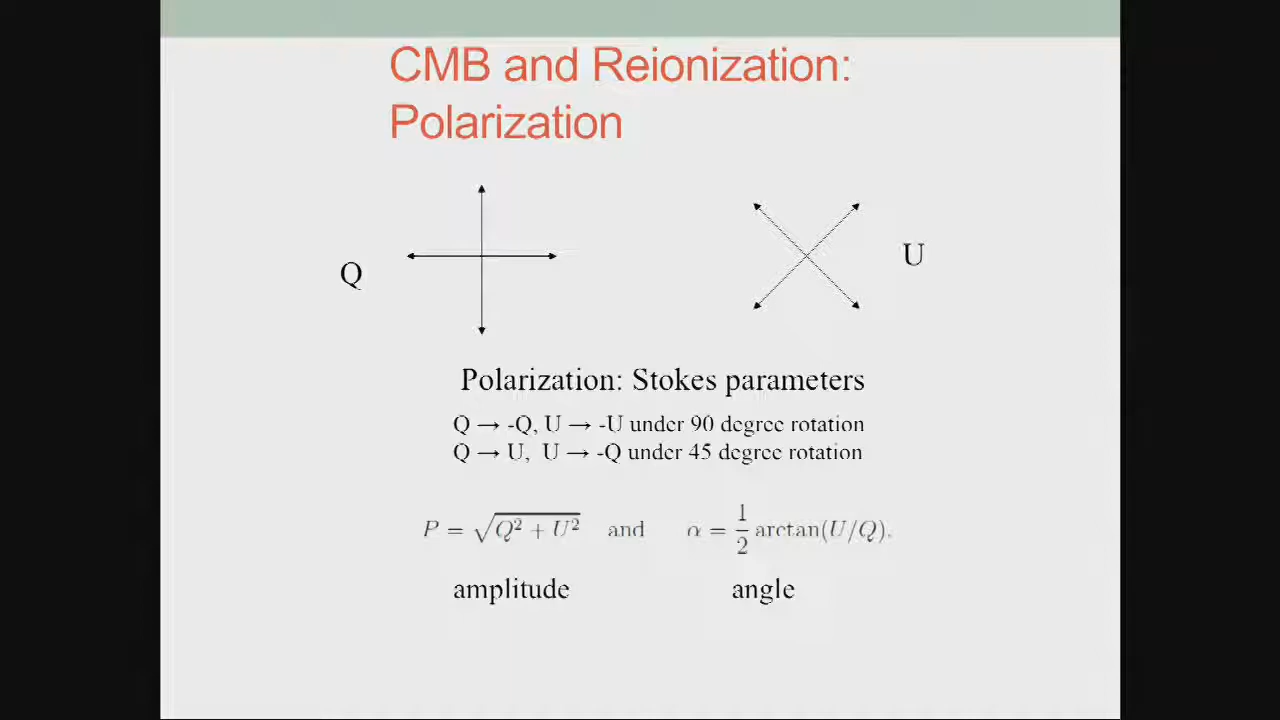 CMB and Reionization:
Polarization
Q
U
Polarization: Stokes parameters
Q → -Q, U → -U under 90 degree rotation
Q → U, U → -Q under 45 degree rotation
P = √(Q² + U²) and α = 1/2 arctan(U/Q).
amplitude angle